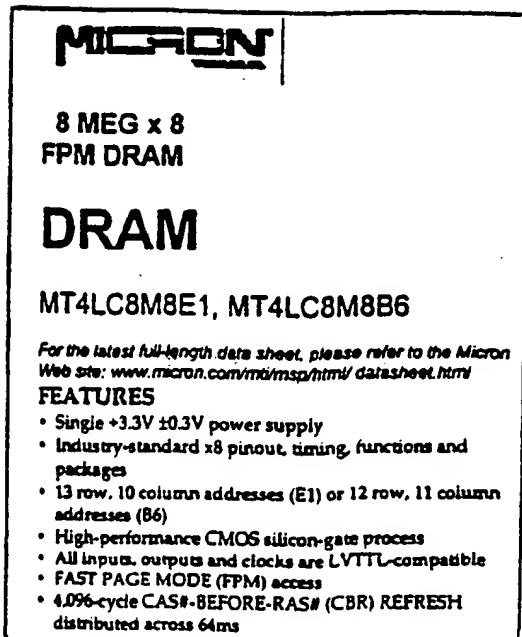 MICRON
8 MEG x 8
FPM DRAM
DRAM
MT4LC8M8E1, MT4LC8M8B6
For the latest full-length data sheet, please refer to the Micron
Web site: www.micron.com/mti/msp/html/ datasheet.html
FEATURES
• Single +3.3V ±0.3V power supply
• Industry-standard x8 pinout, timing, functions and
packages
• 13 row, 10 column addresses (E1) or 12 row, 11 column
addresses (B6)
• High-performance CMOS silicon-gate process
• All inputs, outputs and clocks are LVTTL-compatible
• FAST PAGE MODE (FPM) access
• 4,096-cycle CAS#-BEFORE-RAS# (CBR) REFRESH
distributed across 64ms